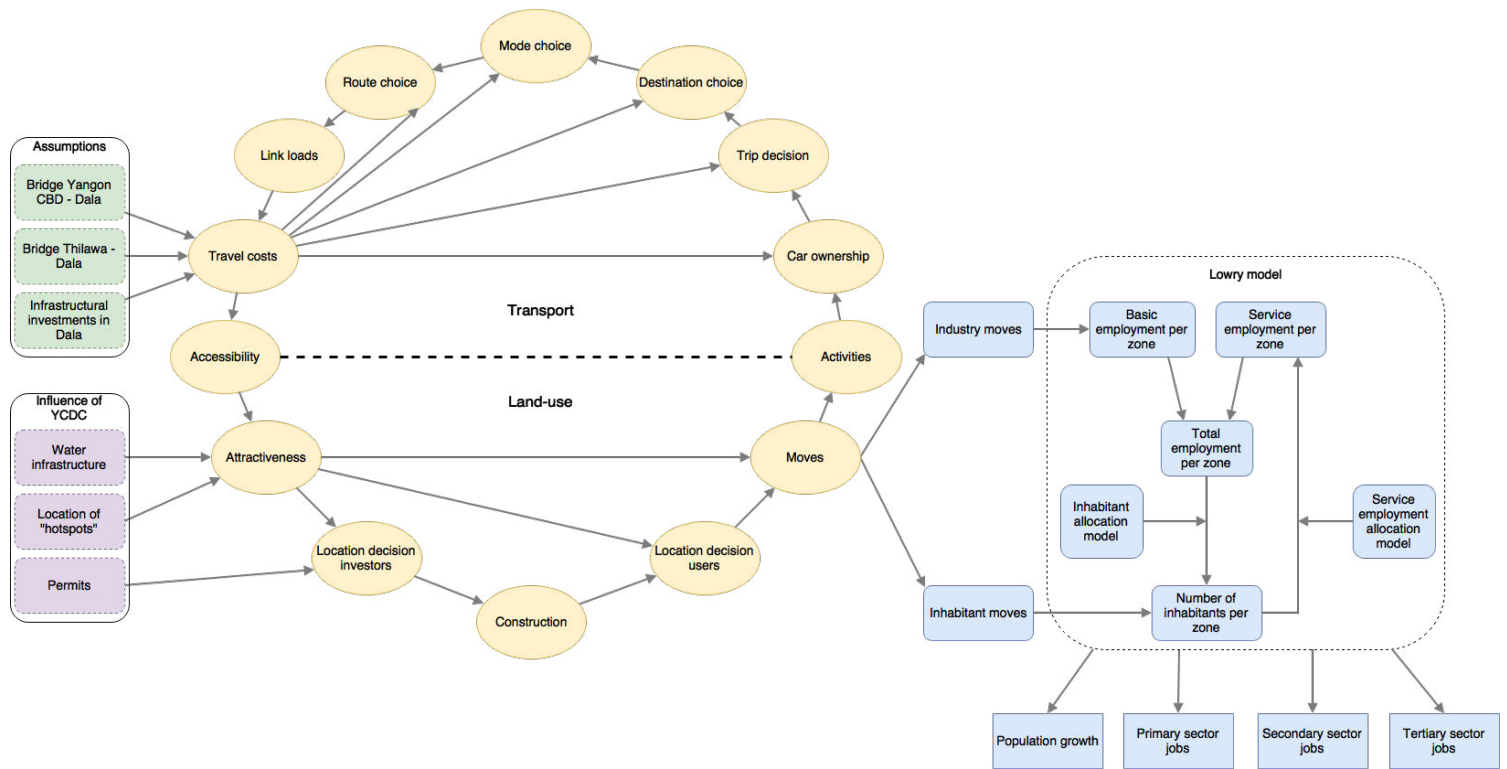 Mode choice
Route choice
Destination choice
Link loads
Trip decision
Assumptions
Bridge Yangon
CBD - Dala
Bridge Thilawa -
Dala
Infrastructural
investments in
Dala
Travel costs
Car ownership
Transport
Accessibility
Activities
Land-use
Influence of
YCDC
Water
infrastructure
Location of
"hotspots"
Permits
Attractiveness
Moves
Location decision
investors
Location decision
users
Construction
Industry moves
Inhabitant moves
Lowry model
Basic
employment per
zone
Service
employment per
zone
Total
employment
per zone
Inhabitant
allocation
model
Service
employment
allocation
model
Number of
inhabitants per
zone
Population growth
Primary sector
jobs
Secondary sector
jobs
Tertiary sector
jobs